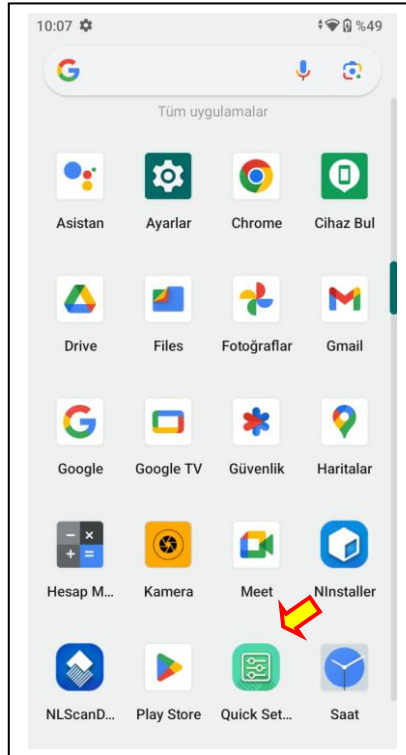 10:07 %49
Tüm uygulamalar
Asistan Ayarlar Chrome Cihaz Bul
Drive Files Fotoğraflar Gmail
Google Google TV Güvenlik Haritalar
Hesap M... Kamera Meet NInstaller
NLScanD... Play Store Quick Set... Saat